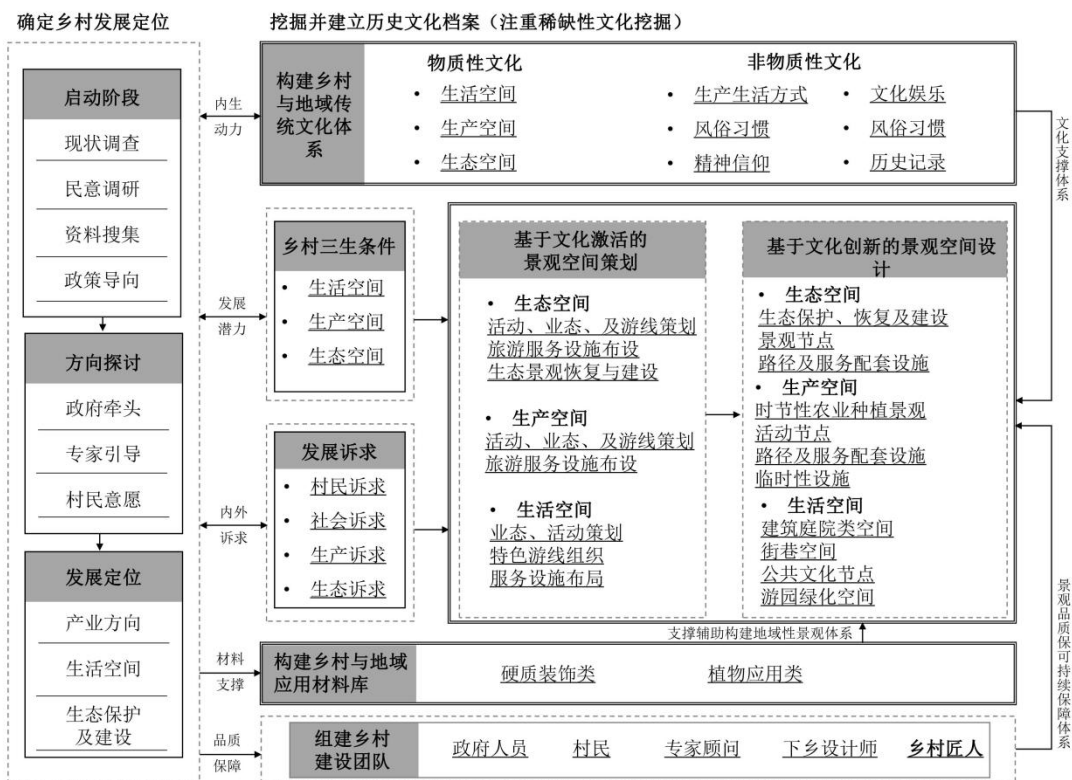 确定乡村发展定位
挖掘并建立历史文化档案（注重稀缺性文化挖掘）
启动阶段
现状调查
民意调研
资料搜集
政策导向
方向探讨
政府牵头
专家引导
村民意愿
发展定位
产业方向
生活空间
生态保护
及建设
内生
动力
发展
潜力
内外
诉求
材料
支撑
品质
保障
构建乡村
与地域传
统文化体
系
物质性文化
• 生活空间
• 生产空间
• 生态空间
非物质性文化
• 生产生活方式
• 风俗习惯
• 精神信仰
• 文化娱乐
• 风俗习惯
• 历史记录
乡村三生条件
• 生活空间
• 生产空间
• 生态空间
发展诉求
• 村民诉求
• 社会诉求
• 生产诉求
• 生态诉求
基于文化激活的
景观空间策划
• 生态空间
活动、业态、及游线策划
旅游服务设施布设
生态景观恢复与建设
• 生产空间
活动、业态、及游线策划
旅游服务设施布设
• 生活空间
业态、活动策划
特色游线组织
服务设施布局
基于文化创新的景观空间设
计
• 生态空间
生态保护、恢复及建设
景观节点
路径及服务配套设施
• 生产空间
时节性农业种植景观
活动节点
路径及服务配套设施
临时性设施
• 生活空间
建筑庭院类空间
街巷空间
公共文化节点
游园绿化空间
支撑辅助构建地域性景观体系
构建乡村与地域
应用材料库
硬质装饰类
植物应用类
组建乡村
建设团队
政府人员
村民
专家顾问
下乡设计师
乡村匠人
文化支撑体系
景观品质保可持续保障体系